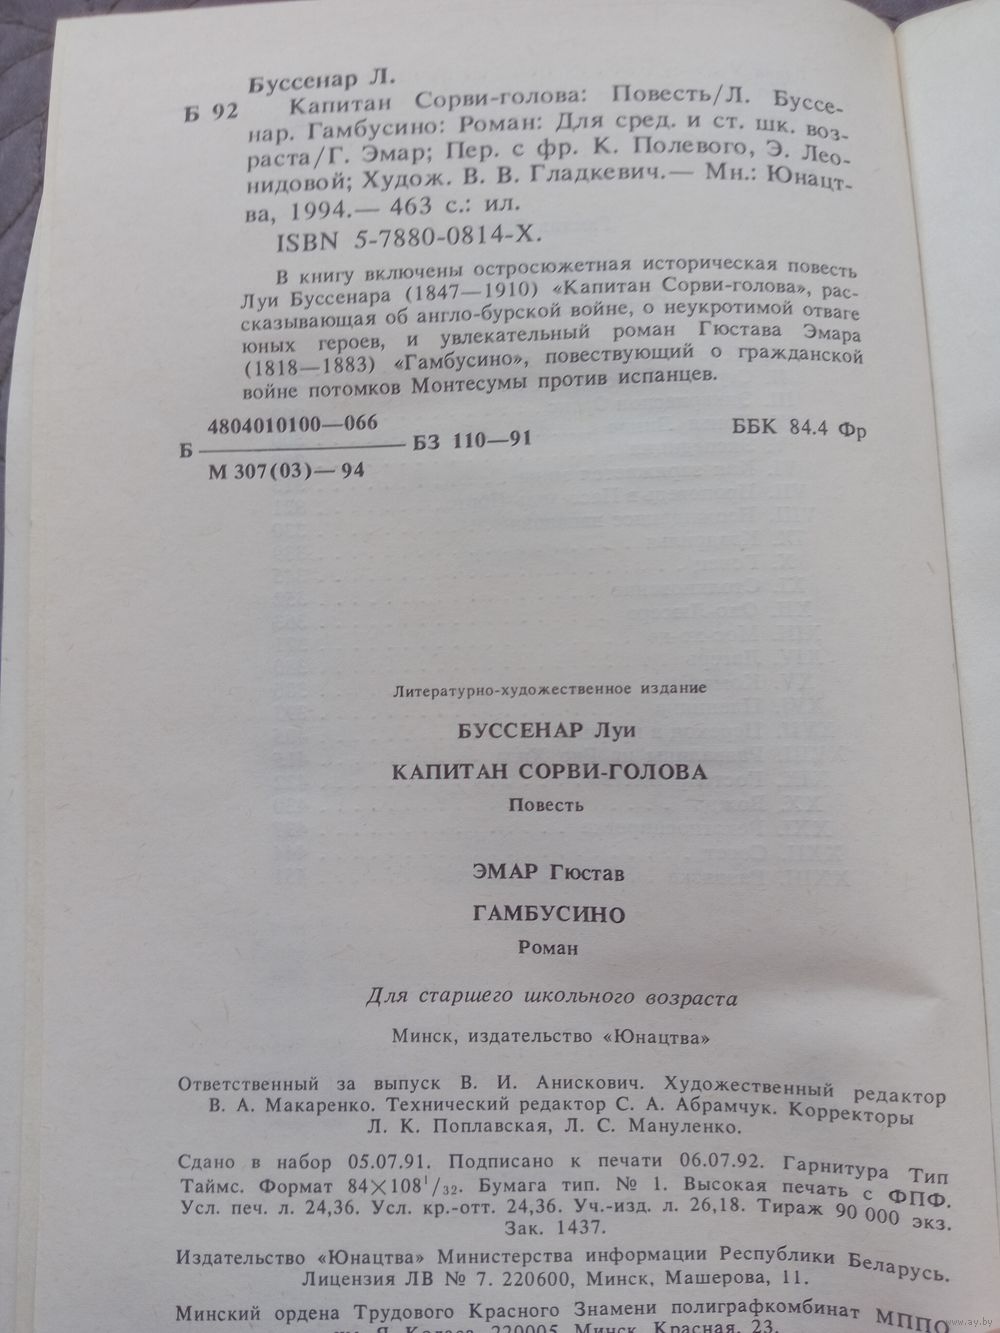 Буссенар Л.
Б 92 Капитан Сорви-голова: Повесть/Л. Буссе-
нар. Гамбусино: Роман: Для сред. и ст. шк. воз-
раста/Г. Эмар; Пер. с фр. К. Полевого, Э. Лео-
нидовой; Худож. В. В. Гладкевич.— Мн.: Юнацт-
ва, 1994.— 463 с.: ил.
ISBN 5-7880-0814-X.
В книгу включены остросюжетная историческая повесть
Луи Буссенара (1847—1910) «Капитан Сорви-голова», рас-
сказывающая об англо-бурской войне, о неукротимой отваге
юных героев, и увлекательный роман Гюстава Эмара
(1818—1883) «Гамбусино», повествующий о гражданской
войне потомков Монтесумы против испанцев.
4804010100—066
Б БЗ 110—91 ББК 84.4 Фр
М 307(03)—94
Литературно-художественное издание
БУССЕНАР Луи
КАПИТАН СОРВИ-ГОЛОВА
Повесть
ЭМАР Гюстав
ГАМБУСИНО
Роман
Для старшего школьного возраста
Минск, издательство «Юнацтва»
Ответственный за выпуск В. И. Анискович. Художественный редактор
В. А. Макаренко. Технический редактор С. А. Абрамчук. Корректоры
Л. К. Поплавская, Л. С. Мануленко.
Сдано в набор 05.07.91. Подписано к печати 06.07.92. Гарнитура Тип
Таймс. Формат 84×108¹/₃₂. Бумага тип. № 1. Высокая печать с ФПФ.
Усл. печ. л. 24,36. Усл. кр.-отт. 24,36. Уч.-изд. л. 26,18. Тираж 90 000 экз.
Зак. 1437.
Издательство «Юнацтва» Министерства информации Республики Беларусь.
Лицензия ЛВ № 7. 220600, Минск, Машерова, 11.
Минский ордена Трудового Красного Знамени полиграфкомбинат МППО
Я. Коласа. 220005, Минск, Красная, 23.
www.ay.by